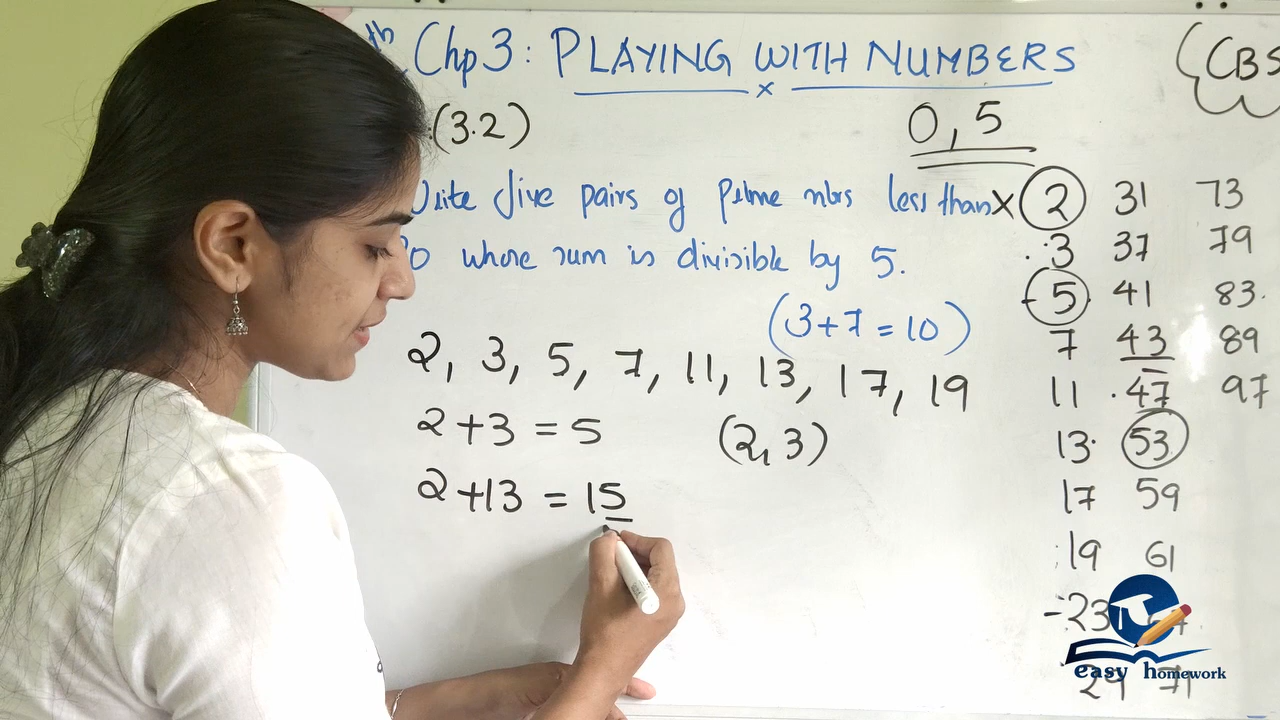 Chp 3 : PLAYING WITH NUMBERS
(3.2)
0, 5
five pairs of prime nbrs less than
whose sum is divisible by 5.
(3+7=10)
2, 3, 5, 7, 11, 13, 17, 19
2+3=5 (2,3)
2+13=15
X 2 31 73
3 37 79
5 41 83
7 43 89
11 47 97
13 53
17 59
19 61
23
29 71
easy homework